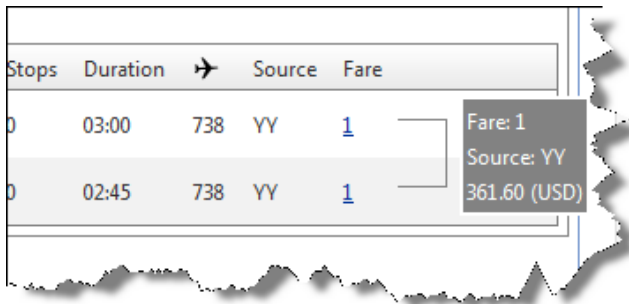 Stops Duration ✈ Source Fare
0 03:00 738 YY 1
0 02:45 738 YY 1
Fare: 1
Source: YY
361.60 (USD)